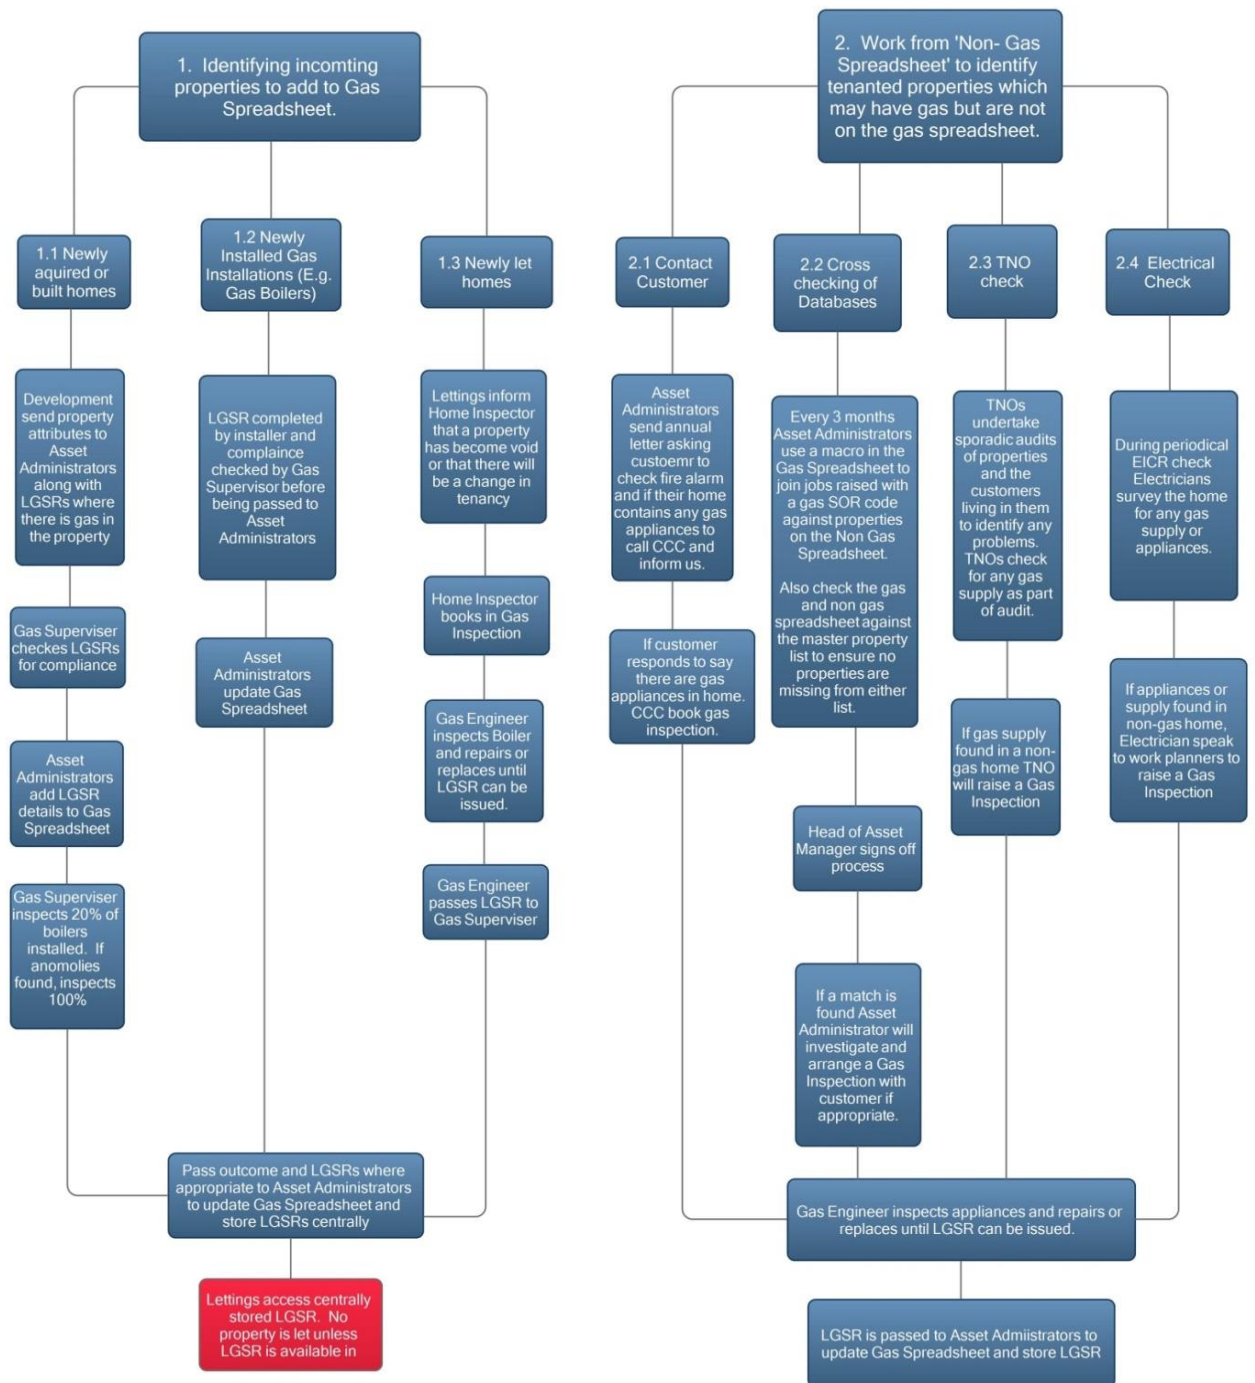 1. Identifying incomting
properties to add to Gas
Spreadsheet.
1.1 Newly
aquired or
built homes
Development
send property
attributes to
Asset
Administrators
along with
LGSRs where
there is gas in
the property
Gas Superviser
checkes LGSRs
for compliance
Asset
Administrators
add LGSR
details to Gas
Spreadsheet
Gas Superviser
inspects 20% of
boilers
installed. If
anomolies
found, inspects
100%
1.2 Newly
Installed Gas
Installations (E.g.
Gas Boilers)
LGSR completed
by installer and
complaince
checked by Gas
Supervisor before
being passed to
Asset
Administrators
Asset
Administrators
update Gas
Spreadsheet
1.3 Newly let
homes
Lettings inform
Home Inspector
that a property
has become void
or that there will
be a change in
tenancy
Home Inspector
books in Gas
Inspection
Gas Engineer
inspects Boiler
and repairs or
replaces until
LGSR can be
issued.
Gas Engineer
passes LGSR to
Gas Superviser
Pass outcome and LGSRs where
appropriate to Asset Administrators
to update Gas Spreadsheet and
store LGSRs centrally
Lettings access centrally
stored LGSR. No
property is let unless
LGSR is available in
2. Work from 'Non- Gas
Spreadsheet' to identify
tenanted properties which
may have gas but are not
on the gas spreadsheet.
2.1 Contact
Customer
Asset
Administrators
send annual
letter asking
custoemr to
check fire alarm
and if their home
contains any gas
appliances to
call CCC and
inform us.
If customer
responds to say
there are gas
appliances in home.
CCC book gas
inspection.
2.2 Cross
checking of
Databases
Every 3 months
Asset Administrators
use a macro in the
Gas Spreadsheet to
join jobs raised with
a gas SOR code
against properties
on the Non Gas
Spreadsheet.
Also check the gas
and non gas
spreadsheet against
the master property
list to ensure no
properties are
missing from either
list.
Head of Asset
Manager signs off
process
If a match is
found Asset
Administrator will
investigate and
arrange a Gas
Inspection with
customer if
appropriate.
2.3 TNO
check
TNOs
undertake
sporadic audits
of properties
and the
customers
living in them
to identify any
problems.
TNOs check
for any gas
supply as part
of audit.
If gas supply
found in a non-
gas home TNO
will raise a Gas
Inspection
2.4 Electrical
Check
During periodical
EICR check
Electricians
survey the home
for any gas
supply or
appliances.
If appliances or
supply found in
non-gas home,
Electrician speak
to work planners to
raise a Gas
Inspection
Gas Engineer inspects appliances and repairs or
replaces until LGSR can be issued.
LGSR is passed to Asset Admiistrators to
update Gas Spreadsheet and store LGSR